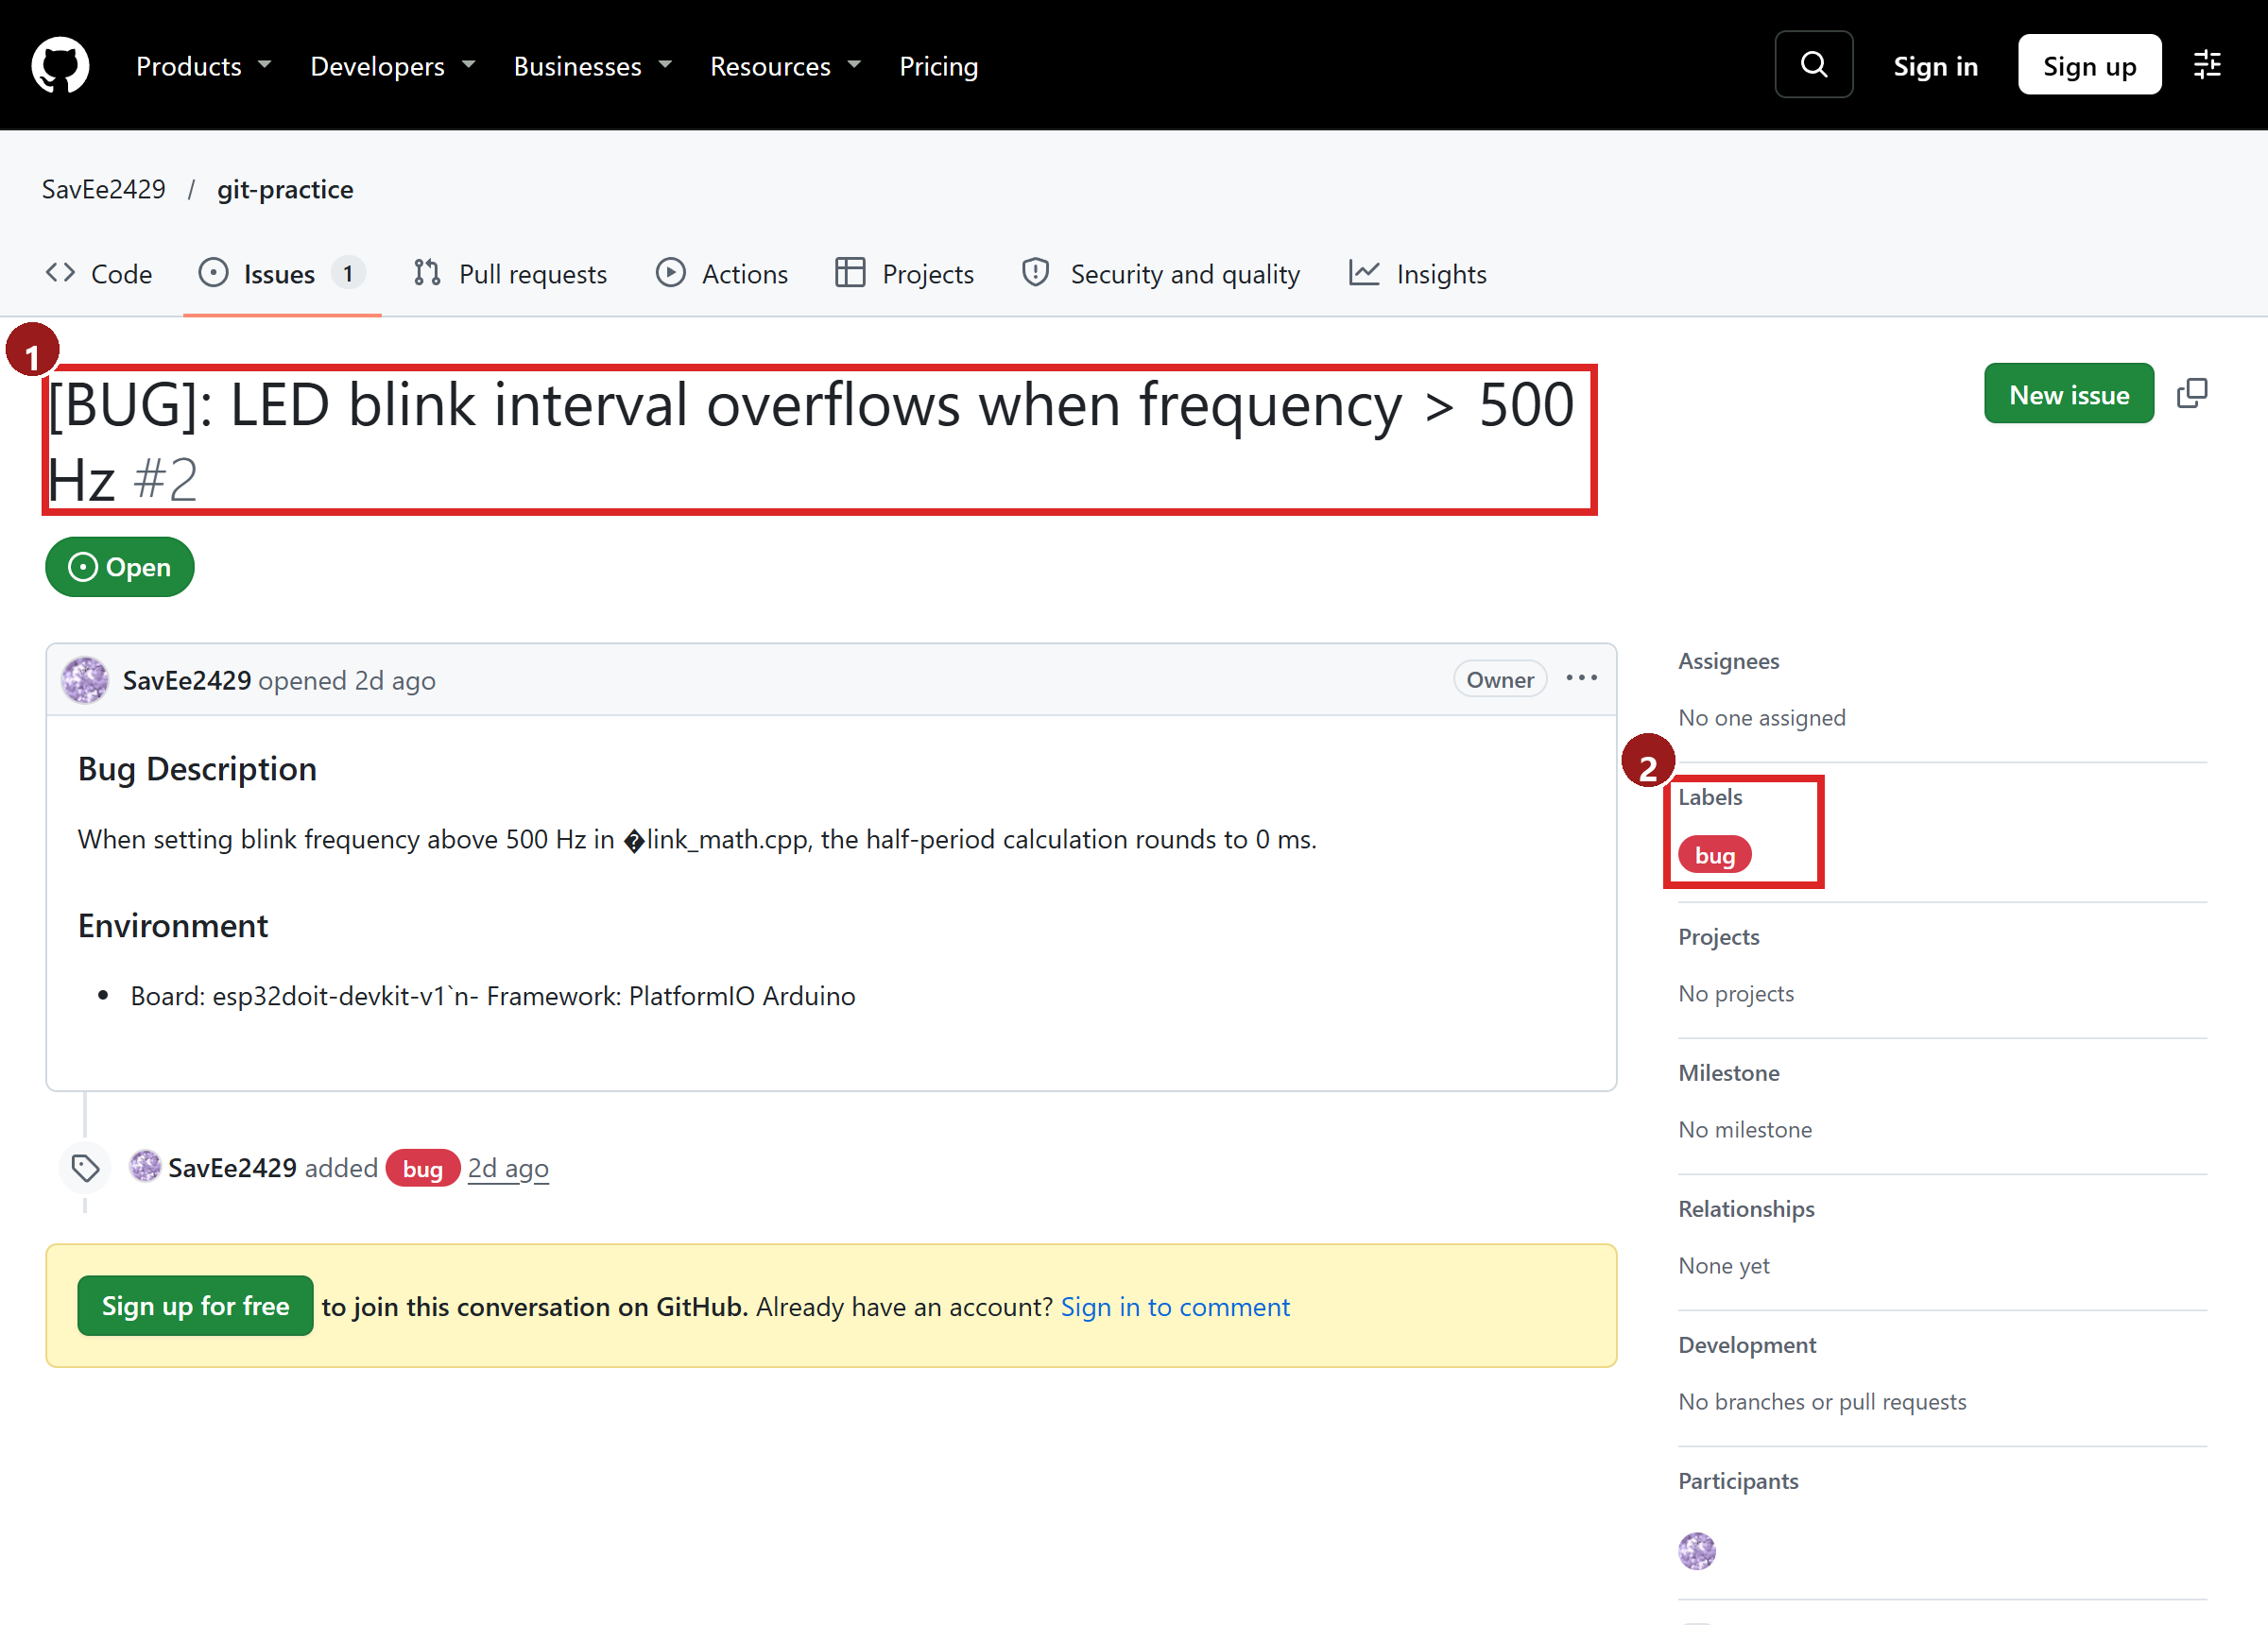 Products Developers Businesses Resources Pricing Sign in Sign up
SavEe2429 / git-practice
Code Issues 1 Pull requests Actions Projects Security and quality Insights
1
[BUG]: LED blink interval overflows when frequency > 500
Hz #2
New issue
Open
SavEe2429 opened 2d ago Owner
Bug Description
When setting blink frequency above 500 Hz in �link_math.cpp, the half-period calculation rounds to 0 ms.
Environment
• Board: esp32doit-devkit-v1`n- Framework: PlatformIO Arduino
SavEe2429 added bug 2d ago
Sign up for free to join this conversation on GitHub. Already have an account? Sign in to comment
Assignees
No one assigned
2
Labels
bug
Projects
No projects
Milestone
No milestone
Relationships
None yet
Development
No branches or pull requests
Participants